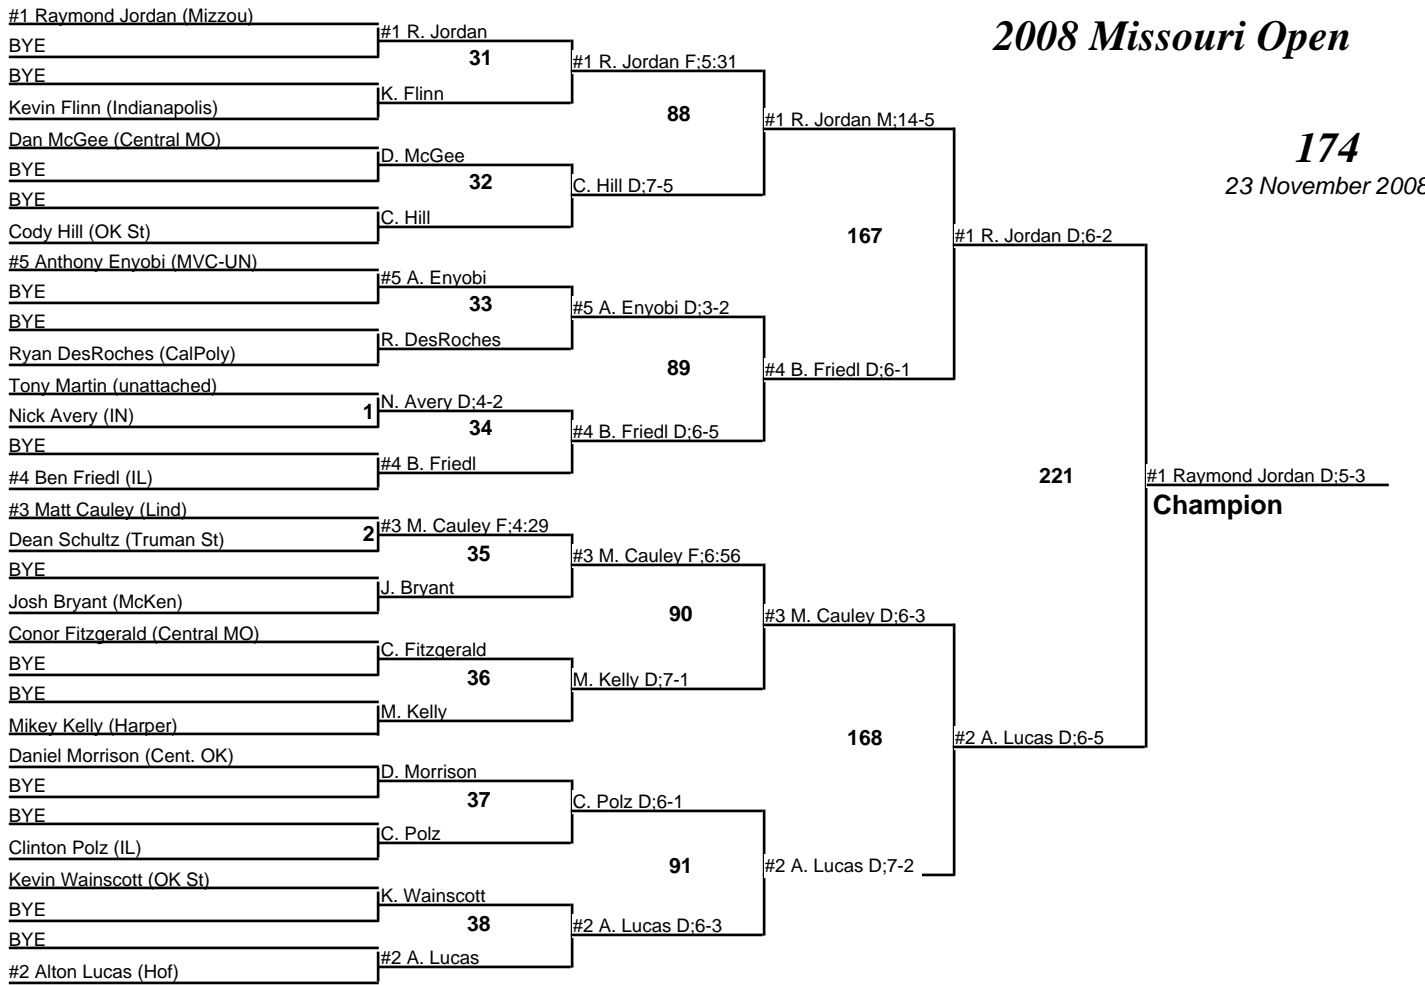 2008 Missouri Open
174
23 November 2008
#1 Raymond Jordan (Mizzou)
BYE
BYE
Kevin Flinn (Indianapolis)
Dan McGee (Central MO)
BYE
BYE
Cody Hill (OK St)
#5 Anthony Enyobi (MVC-UN)
BYE
BYE
Ryan DesRoches (CalPoly)
Tony Martin (unattached)
Nick Avery (IN)
BYE
#4 Ben Friedl (IL)
#3 Matt Cauley (Lind)
Dean Schultz (Truman St)
BYE
Josh Bryant (McKen)
Conor Fitzgerald (Central MO)
BYE
BYE
Mikey Kelly (Harper)
Daniel Morrison (Cent. OK)
BYE
BYE
Clinton Polz (IL)
Kevin Wainscott (OK St)
BYE
BYE
#2 Alton Lucas (Hof)
1
2
#1 R. Jordan
31
K. Flinn
D. McGee
32
C. Hill
#5 A. Enyobi
33
R. DesRoches
N. Avery D;4-2
34
#4 B. Friedl
#3 M. Cauley F;4:29
35
J. Bryant
C. Fitzgerald
36
M. Kelly
D. Morrison
37
C. Polz
K. Wainscott
38
#2 A. Lucas
#1 R. Jordan F;5:31
88
C. Hill D;7-5
#5 A. Enyobi D;3-2
89
#4 B. Friedl D;6-5
#3 M. Cauley F;6:56
90
M. Kelly D;7-1
C. Polz D;6-1
91
#2 A. Lucas D;6-3
#1 R. Jordan M;14-5
167
#4 B. Friedl D;6-1
#3 M. Cauley D;6-3
168
#2 A. Lucas D;7-2
#1 R. Jordan D;6-2
221
#2 A. Lucas D;6-5
#1 Raymond Jordan D;5-3
Champion